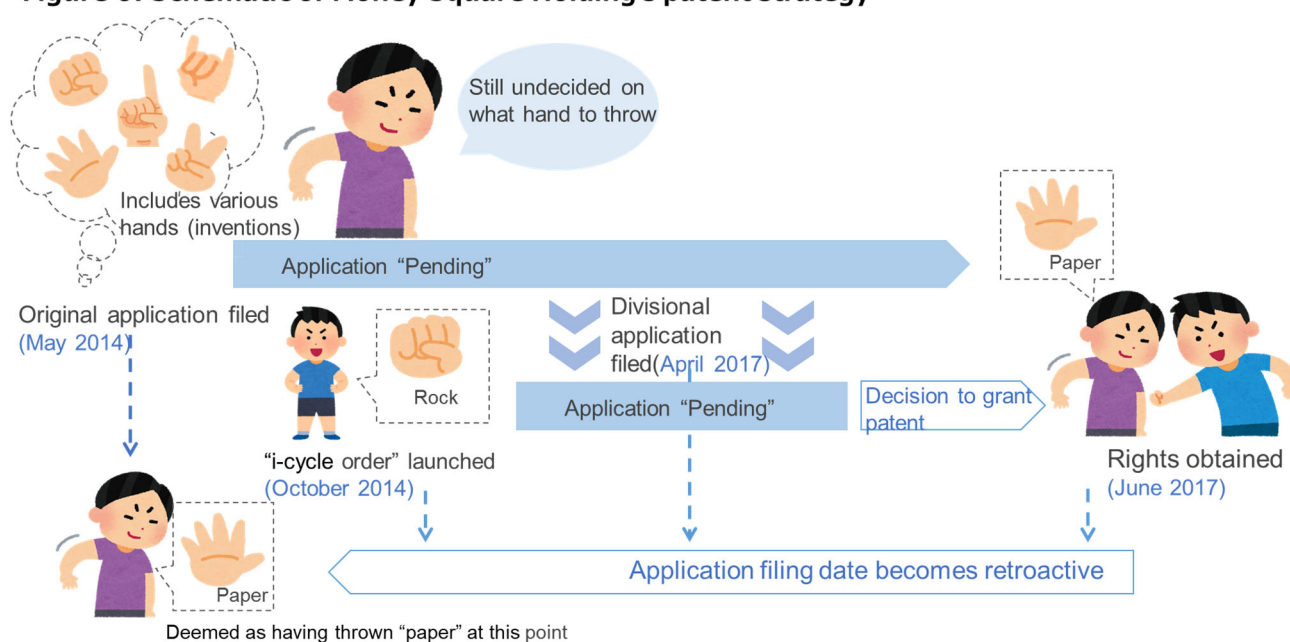 Still undecided on
what hand to throw
Includes various
hands (inventions)
Paper
Application “Pending”
Original application filed
(May 2014)
Rock
Divisional
application
filed(April 2017)
Application “Pending”
Decision to grant
patent
“i-cycle order” launched
(October 2014)
Rights obtained
(June 2017)
Paper
Application filing date becomes retroactive
Deemed as having thrown “paper” at this point